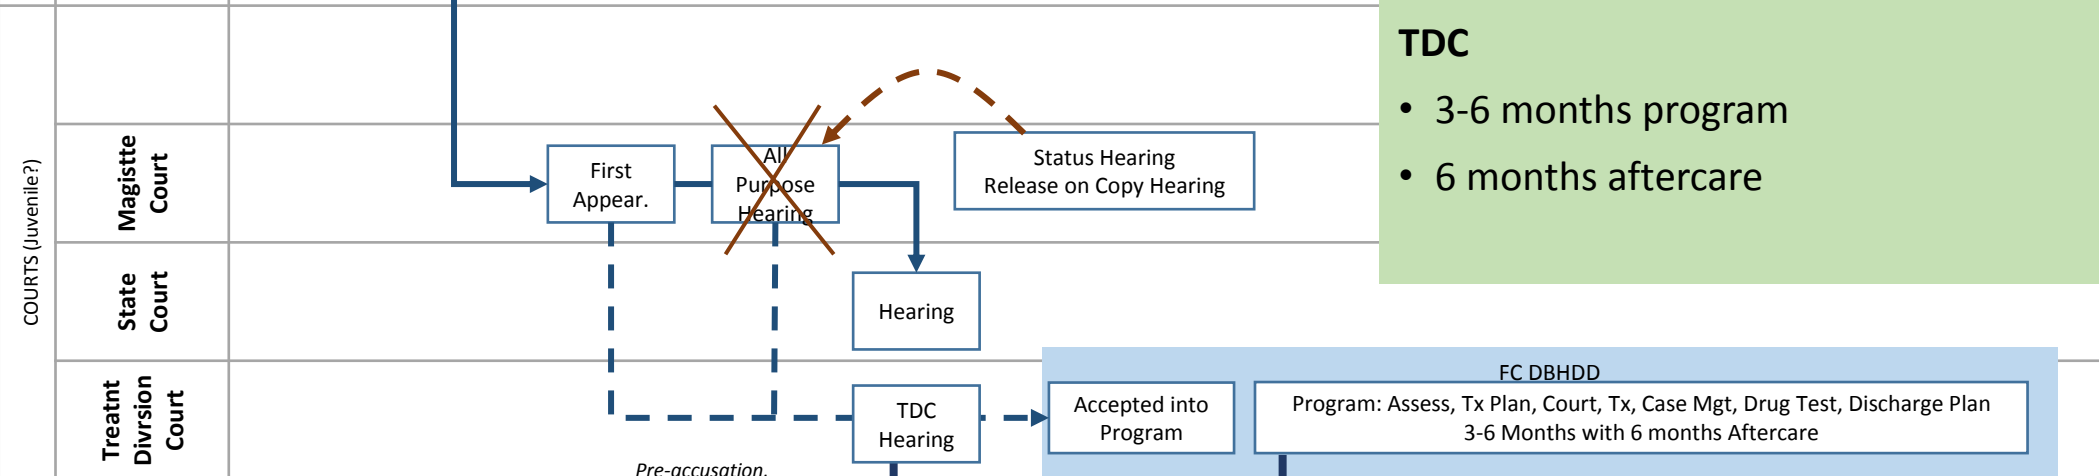 TDC
• 3-6 months program
• 6 months aftercare
COURTS (Juvenile?)
Magistte
Court
First
Appear.
All
Purpose
Hearing
Status Hearing
Release on Copy Hearing
State
Court
Hearing
Treatnt
Divrsion
Court
TDC
Hearing
FC DBHDD
Accepted into
Program
Program: Assess, Tx Plan, Court, Tx, Case Mgt, Drug Test, Discharge Plan
3-6 Months with 6 months Aftercare
Pre-accusation.